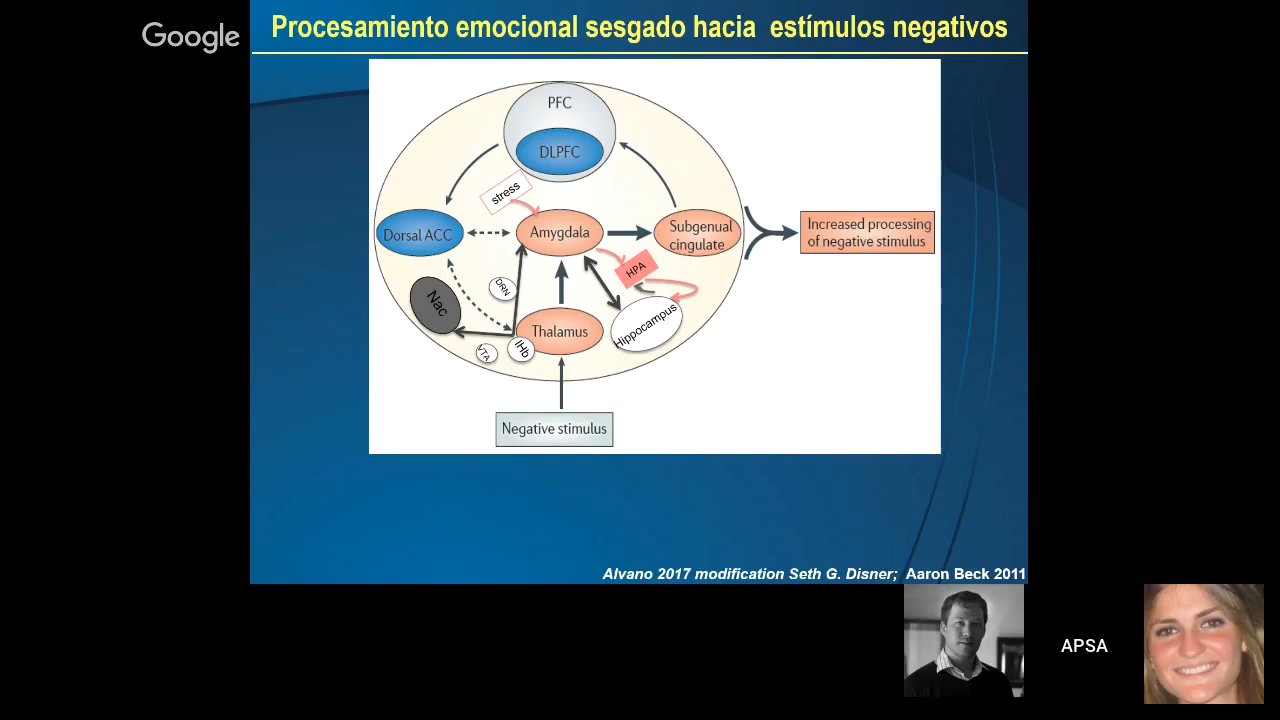 Google
Procesamiento emocional sesgado hacia estímulos negativos
PFC
DLPFC
stress
Dorsal ACC
Amygdala
Subgenual
cingulate
Increased processing
of negative stimulus
HPA
DRN
Nac
Hippocampus
Thalamus
VTA
lHb
Negative stimulus
Alvano 2017 modification Seth G. Disner; Aaron Beck 2011
APSA